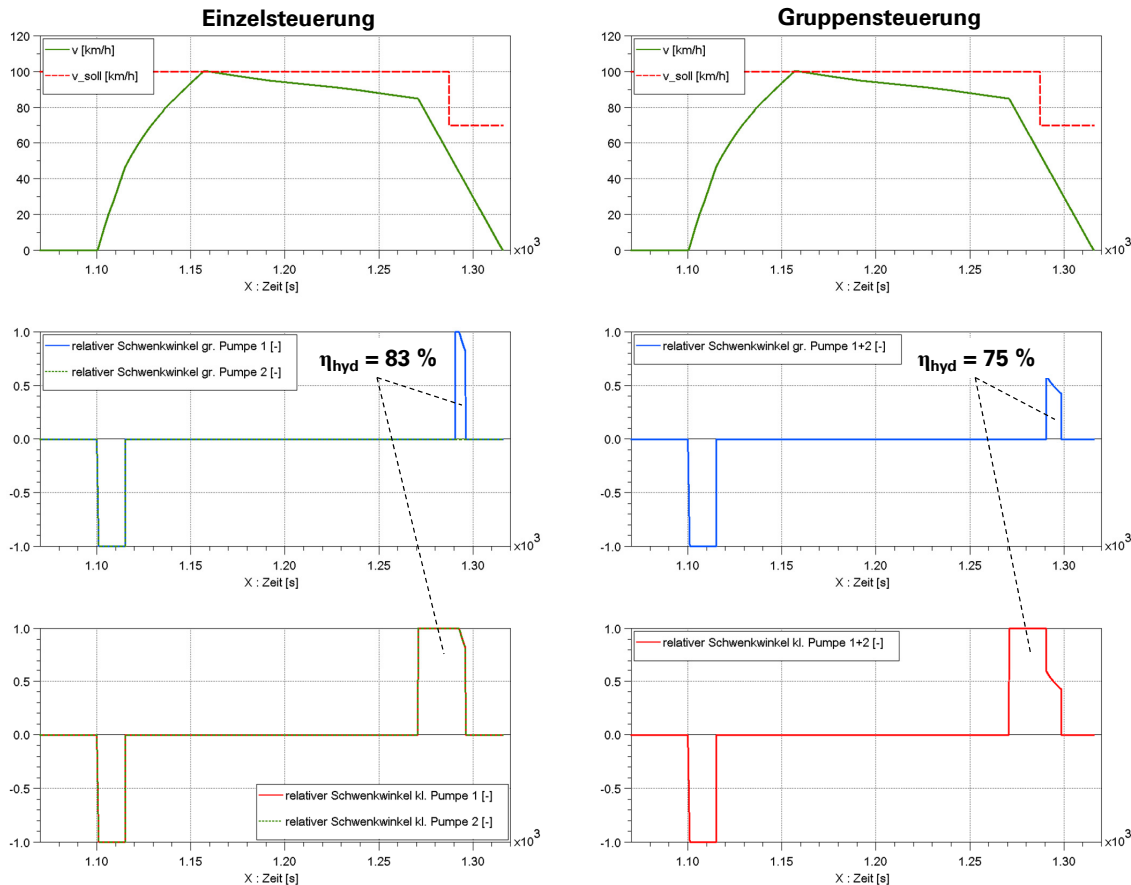 Einzelsteuerung
Gruppensteuerung
120
100
80
60
40
20
0
v [km/h]
v_soll [km/h]
1.10
1.15
1.20
1.25
1.30
x10³
X : Zeit [s]
120
100
80
60
40
20
0
v [km/h]
v_soll [km/h]
1.10
1.15
1.20
1.25
1.30
x10³
X : Zeit [s]
1.0
0.5
0.0
-0.5
-1.0
relativer Schwenkwinkel gr. Pumpe 1 [-]
relativer Schwenkwinkel gr. Pumpe 2 [-]
ηhyd = 83 %
1.10
1.15
1.20
1.25
1.30
x10³
X : Zeit [s]
1.0
0.5
0.0
-0.5
-1.0
relativer Schwenkwinkel gr. Pumpe 1+2 [-]
ηhyd = 75 %
1.10
1.15
1.20
1.25
1.30
x10³
X : Zeit [s]
1.0
0.5
0.0
-0.5
-1.0
relativer Schwenkwinkel kl. Pumpe 1 [-]
relativer Schwenkwinkel kl. Pumpe 2 [-]
1.10
1.15
1.20
1.25
1.30
x10³
X : Zeit [s]
1.0
0.5
0.0
-0.5
-1.0
relativer Schwenkwinkel kl. Pumpe 1+2 [-]
1.10
1.15
1.20
1.25
1.30
x10³
X : Zeit [s]